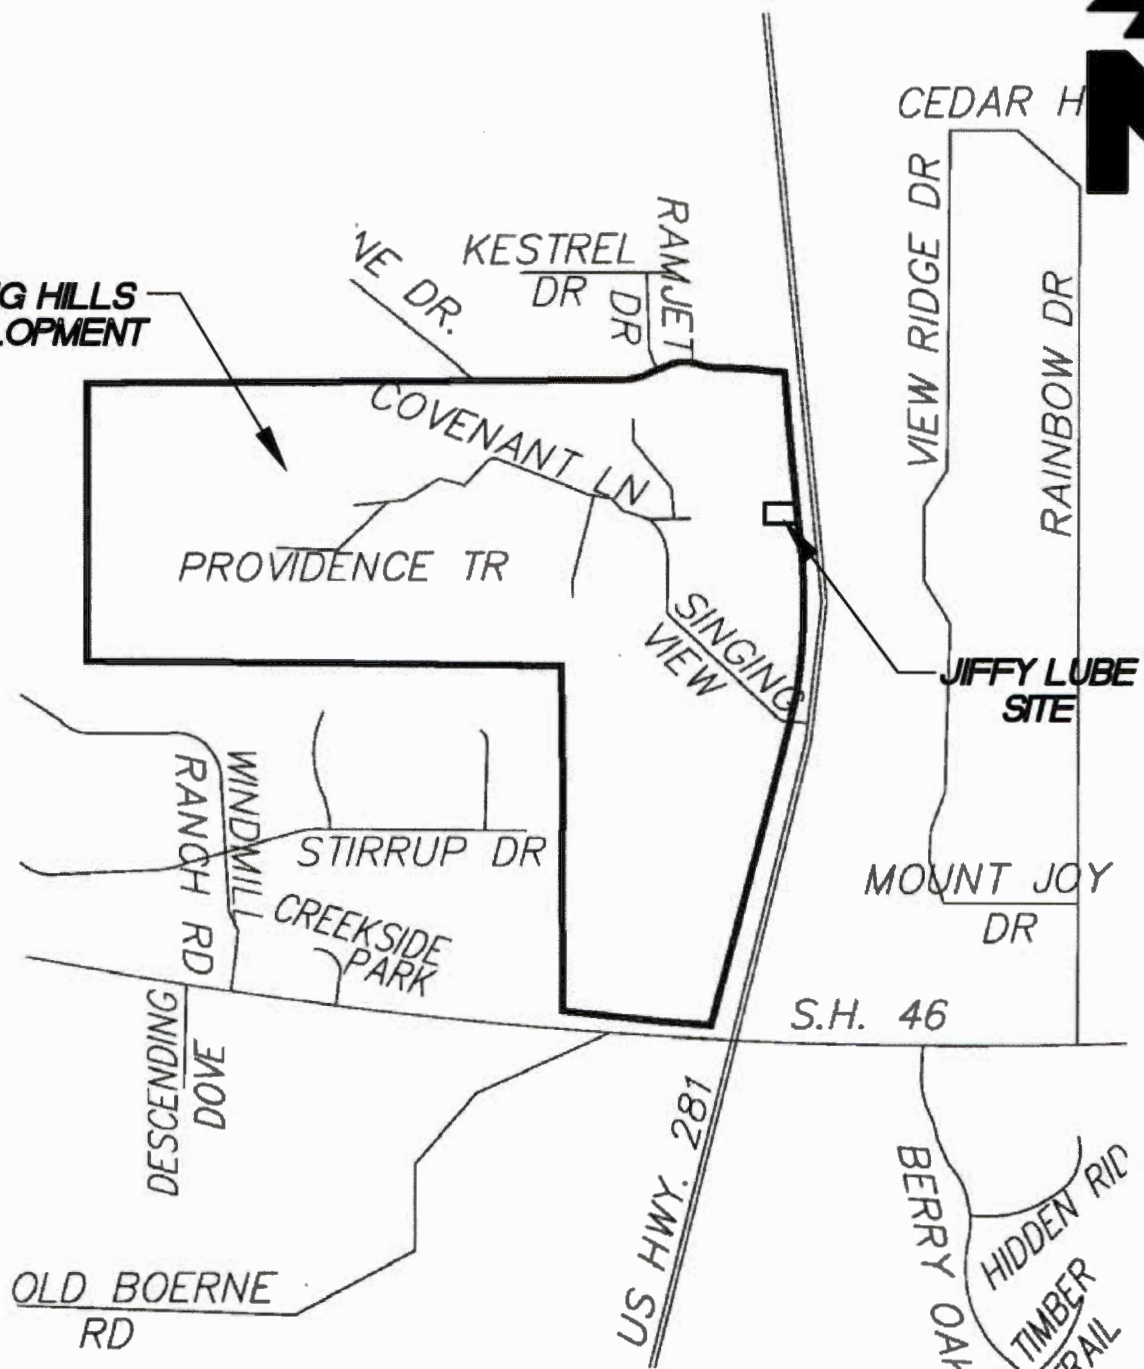 N
CEDAR H
VIEW RIDGE DR
RAINBOW DR
RAMJET
DR
KESTREL
DR
VE DR.
G HILLS
LOPMENT
COVENANT LN
PROVIDENCE TR
SINGING
VIEW
JIFFY LUBE
SITE
WINDMILL
RANCH RD
STIRRUP DR
CREEKSIDE
PARK
MOUNT JOY
DR
S.H. 46
DESCENDING
DOVE
US HWY. 281
OLD BOERNE
RD
BERRY OA
HIDDEN RID
TIMBER
RAIL